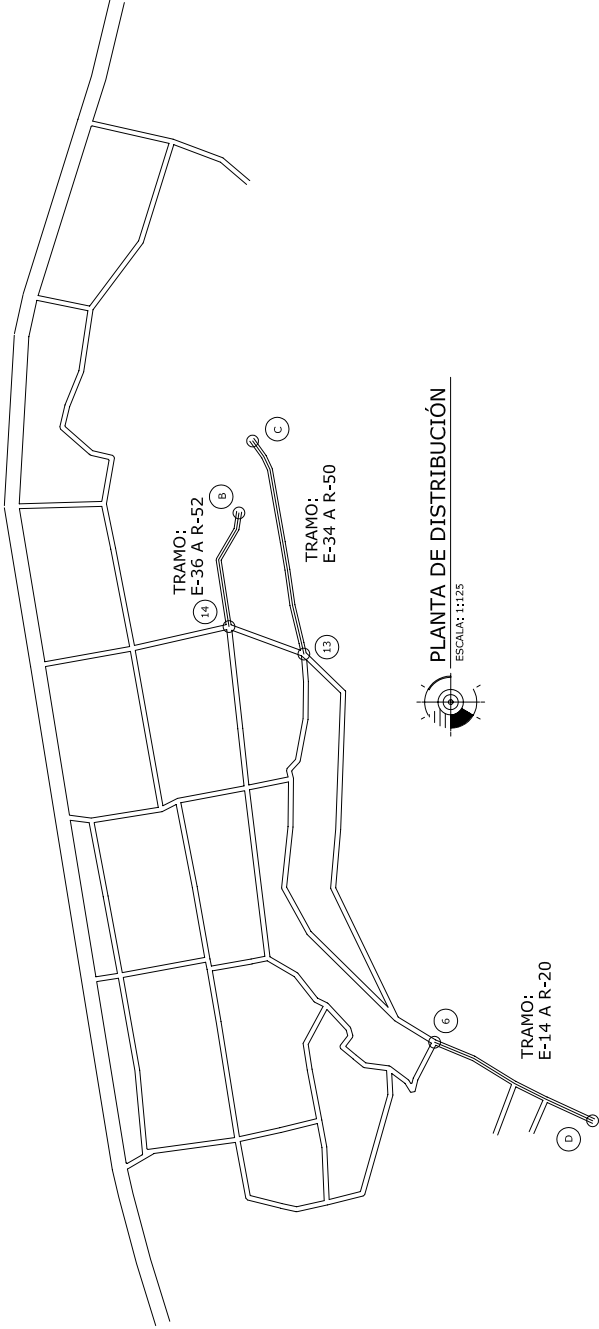 TRAMO:
E-36 A R-52
B
14
C
TRAMO:
E-34 A R-50
13
PLANTA DE DISTRIBUCIÓN
ESCALA: 1:125
6
TRAMO:
E-14 A R-20
D